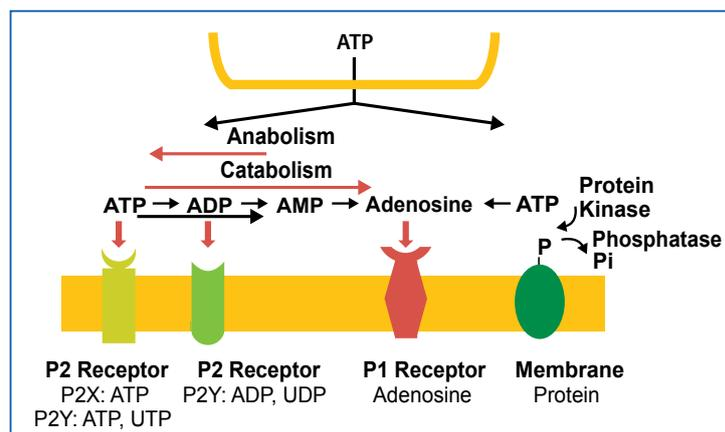 ATP
Anabolism
Catabolism
ATP ADP AMP Adenosine ATP
Protein
Kinase
P
Phosphatase
Pi
P2 Receptor
P2X: ATP
P2Y: ATP, UTP
P2 Receptor
P2Y: ADP, UDP
P1 Receptor
Adenosine
Membrane
Protein